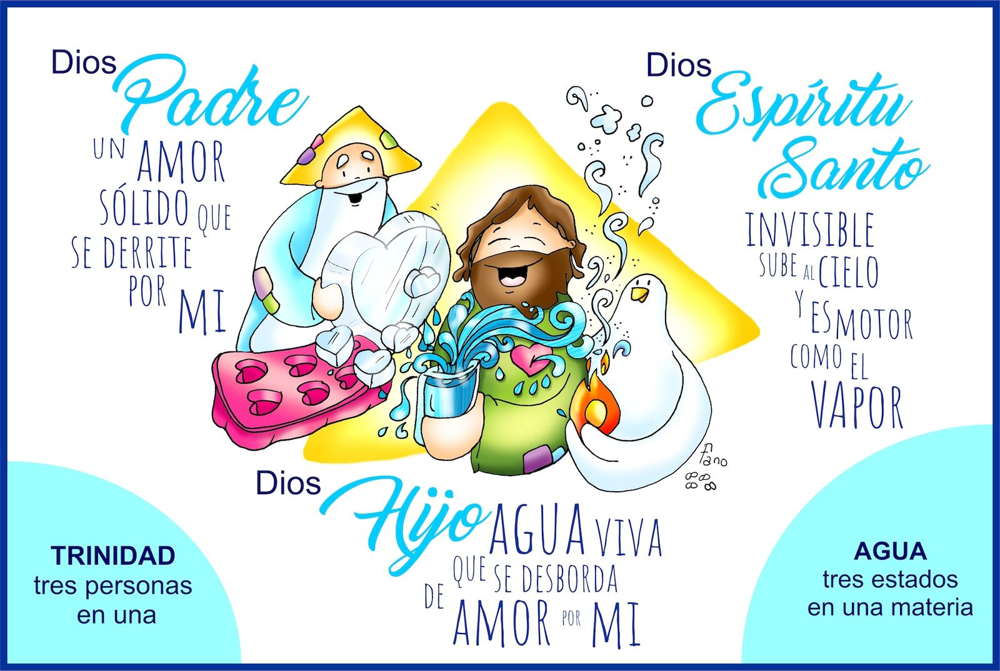 Dios Padre
UN AMOR
SÓLIDO QUE
SE DERRITE
POR MI
Dios Espíritu
Santo
INVISIBLE
SUBE AL CIELO
Y ES MOTOR
COMO EL
VAPOR
fano
Dios Hijo AGUA VIVA
QUE SE DESBORDA
DE AMOR POR MI
TRINIDAD
tres personas
en una
AGUA
tres estados
en una materia